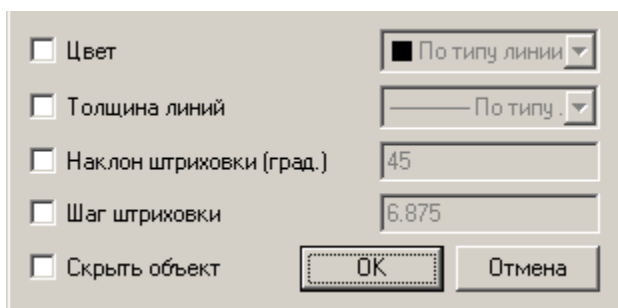 Цвет По типу линии
Толщина линий По типу .
Наклон штриховки (град.) 45
Шаг штриховки 6.875
Скрыть объект OK Отмена